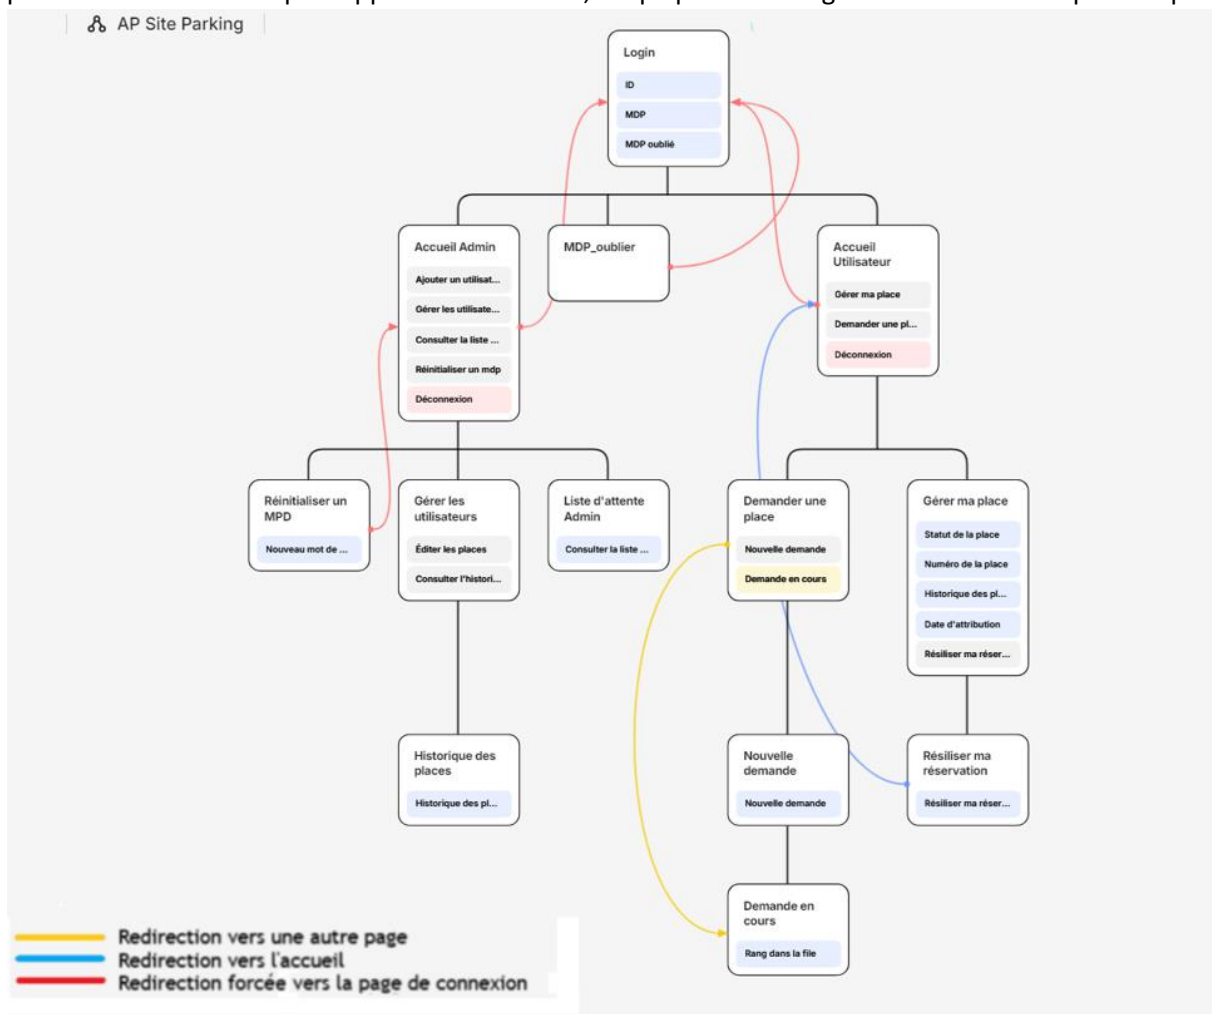 AP Site Parking
Login
ID
MDP
MDP oublié
Accueil Admin
Ajouter un utilisat...
Gérer les utilisate...
Consulter la liste ...
Réinitialiser un mdp
Déconnexion
MDP_oublier
Accueil
Utilisateur
Gérer ma place
Demander une pl...
Déconnexion
Réinitialiser un
MPD
Nouveau mot de ...
Gérer les
utilisateurs
Éditer les places
Consulter l'histori...
Liste d'attente
Admin
Consulter la liste ...
Demander une
place
Nouvelle demande
Demande en cours
Gérer ma place
Statut de la place
Numéro de la place
Historique des pl...
Date d'attribution
Résiliser ma réser...
Historique des
places
Historique des pl...
Nouvelle
demande
Nouvelle demande
Résiliser ma
réservation
Résiliser ma réser...
Demande en
cours
Rang dans la file
Redirection vers une autre page
Redirection vers l'accueil
Redirection forcée vers la page de connexion